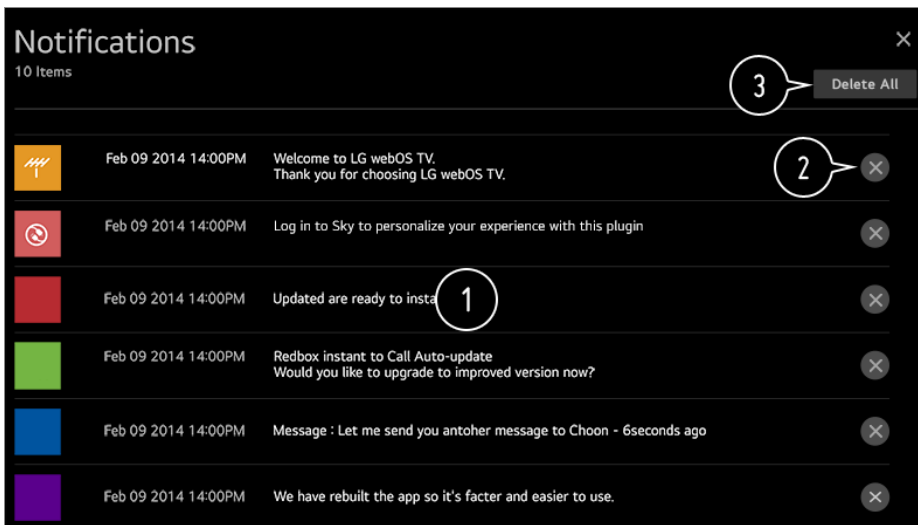 Notifications
10 Items
3
Delete All
Feb 09 2014 14:00PM
Welcome to LG webOS TV.
Thank you for choosing LG webOS TV.
2
Feb 09 2014 14:00PM
Log in to Sky to personalize your experience with this plugin
Feb 09 2014 14:00PM
Updated are ready to insta
1
Feb 09 2014 14:00PM
Redbox instant to Call Auto-update
Would you like to upgrade to improved version now?
Feb 09 2014 14:00PM
Message : Let me send you antoher message to Choon - 6seconds ago
Feb 09 2014 14:00PM
We have rebuilt the app so it's facter and easier to use.